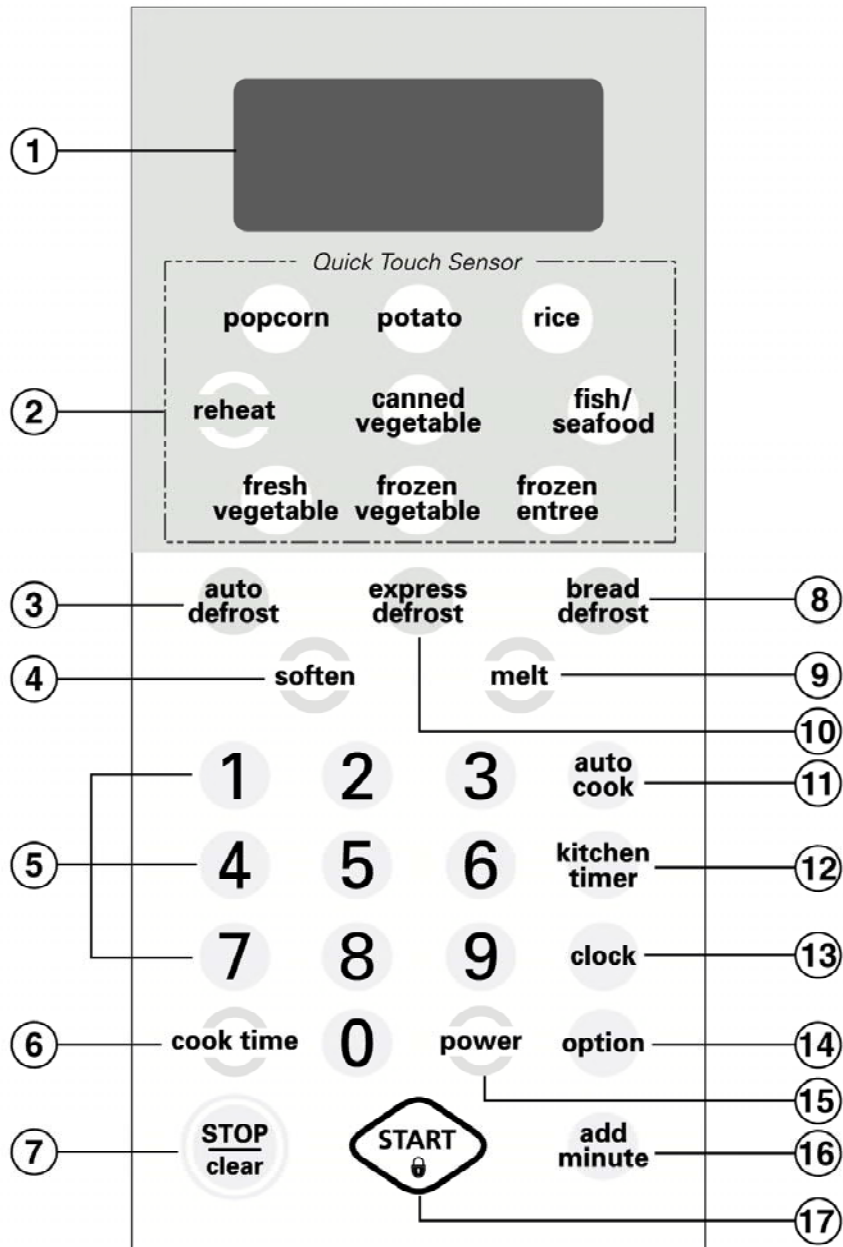 1
Quick Touch Sensor
popcorn potato rice
2
reheat
canned
vegetable
fish/
seafood
fresh
vegetable
frozen
vegetable
frozen
entree
3
auto
defrost
express
defrost
bread
defrost
8
4
soften melt
9
10
1 2 3
auto
cook
11
5
4 5 6
kitchen
timer
12
7 8 9 clock
13
6
cook time 0 power option
14
15
7
STOP
clear
START
add
minute
16
17